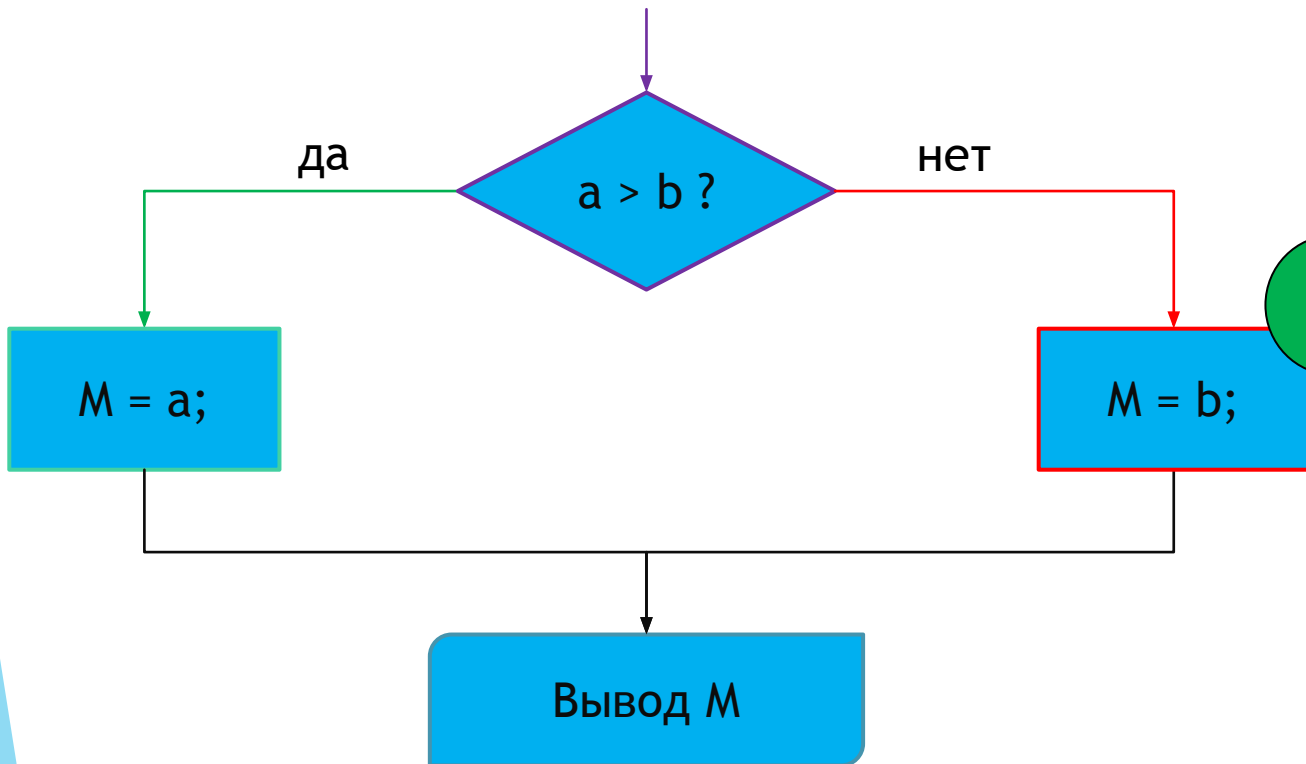 да
a > b ?
нет
M = a;
M = b;
Вывод M